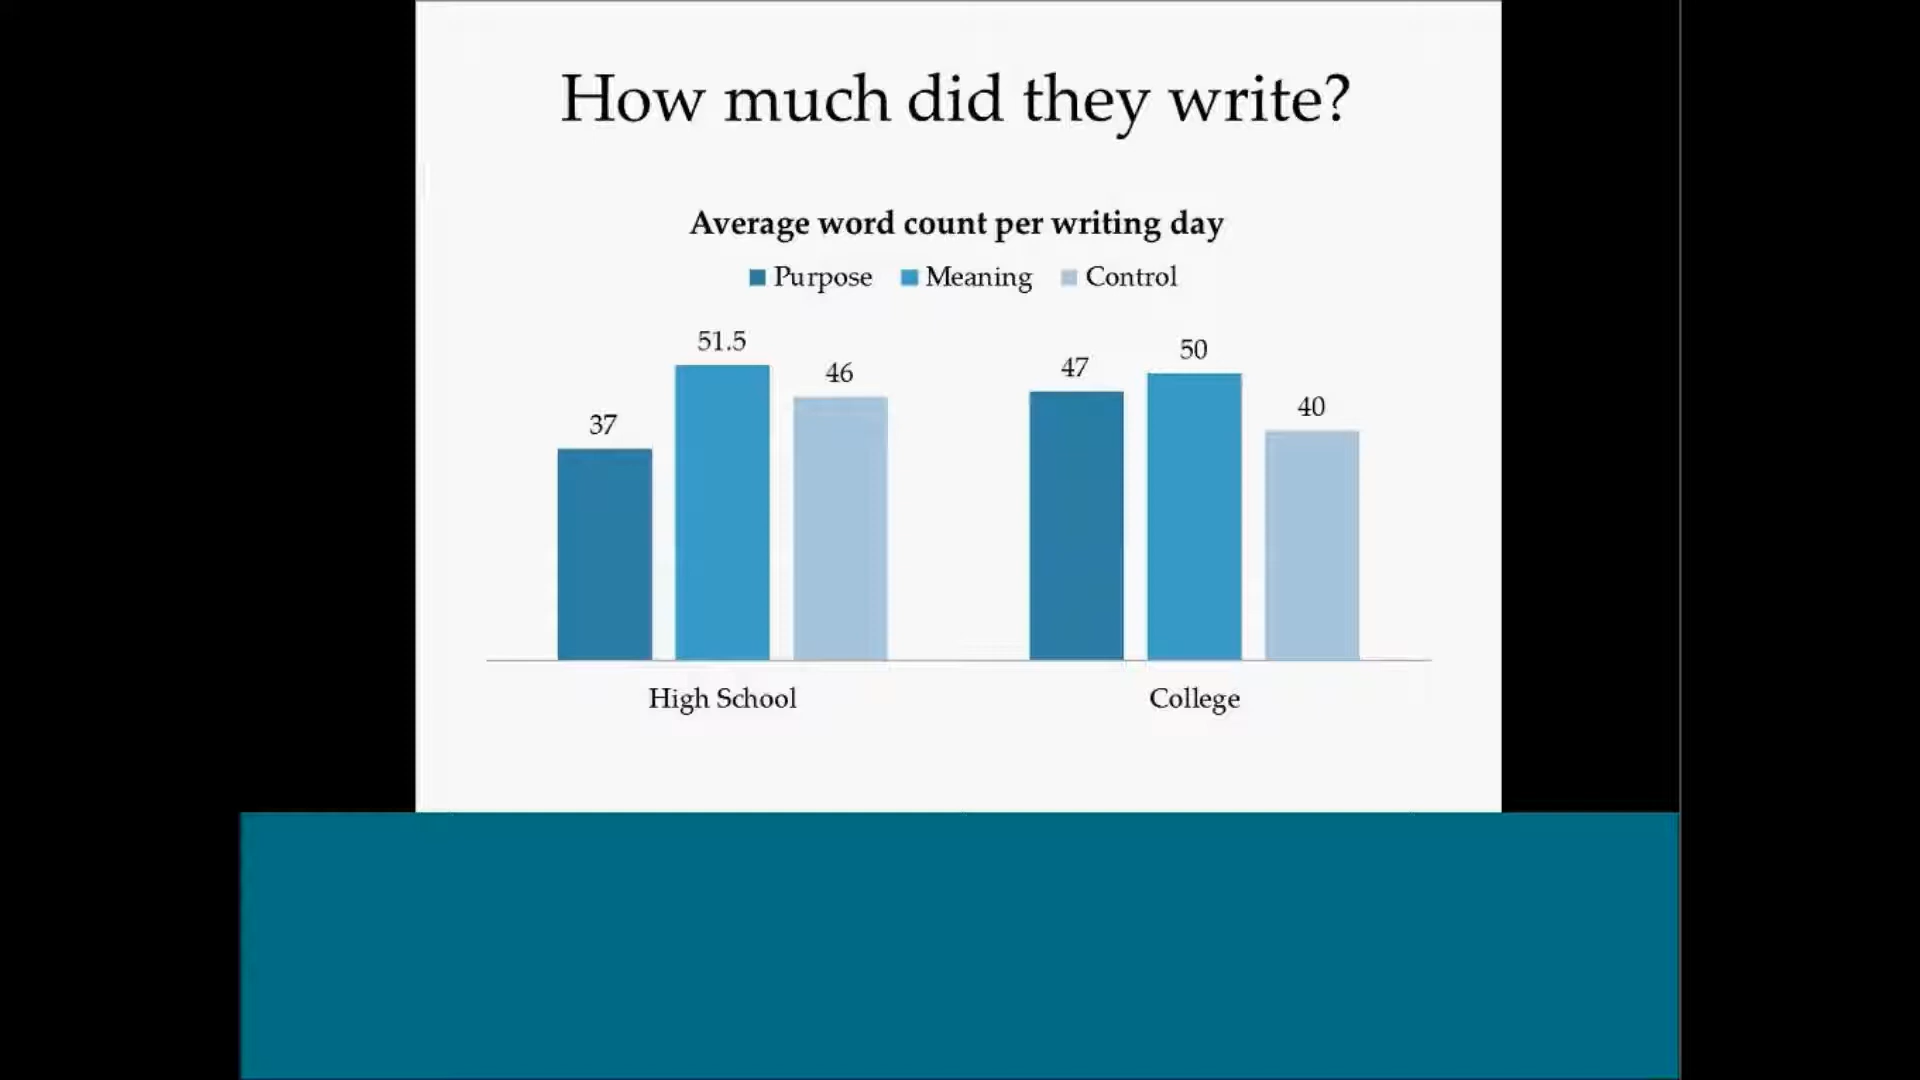 How much did they write?
Average word count per writing day
Purpose Meaning Control
37 51.5 46 47 50 40
High School College